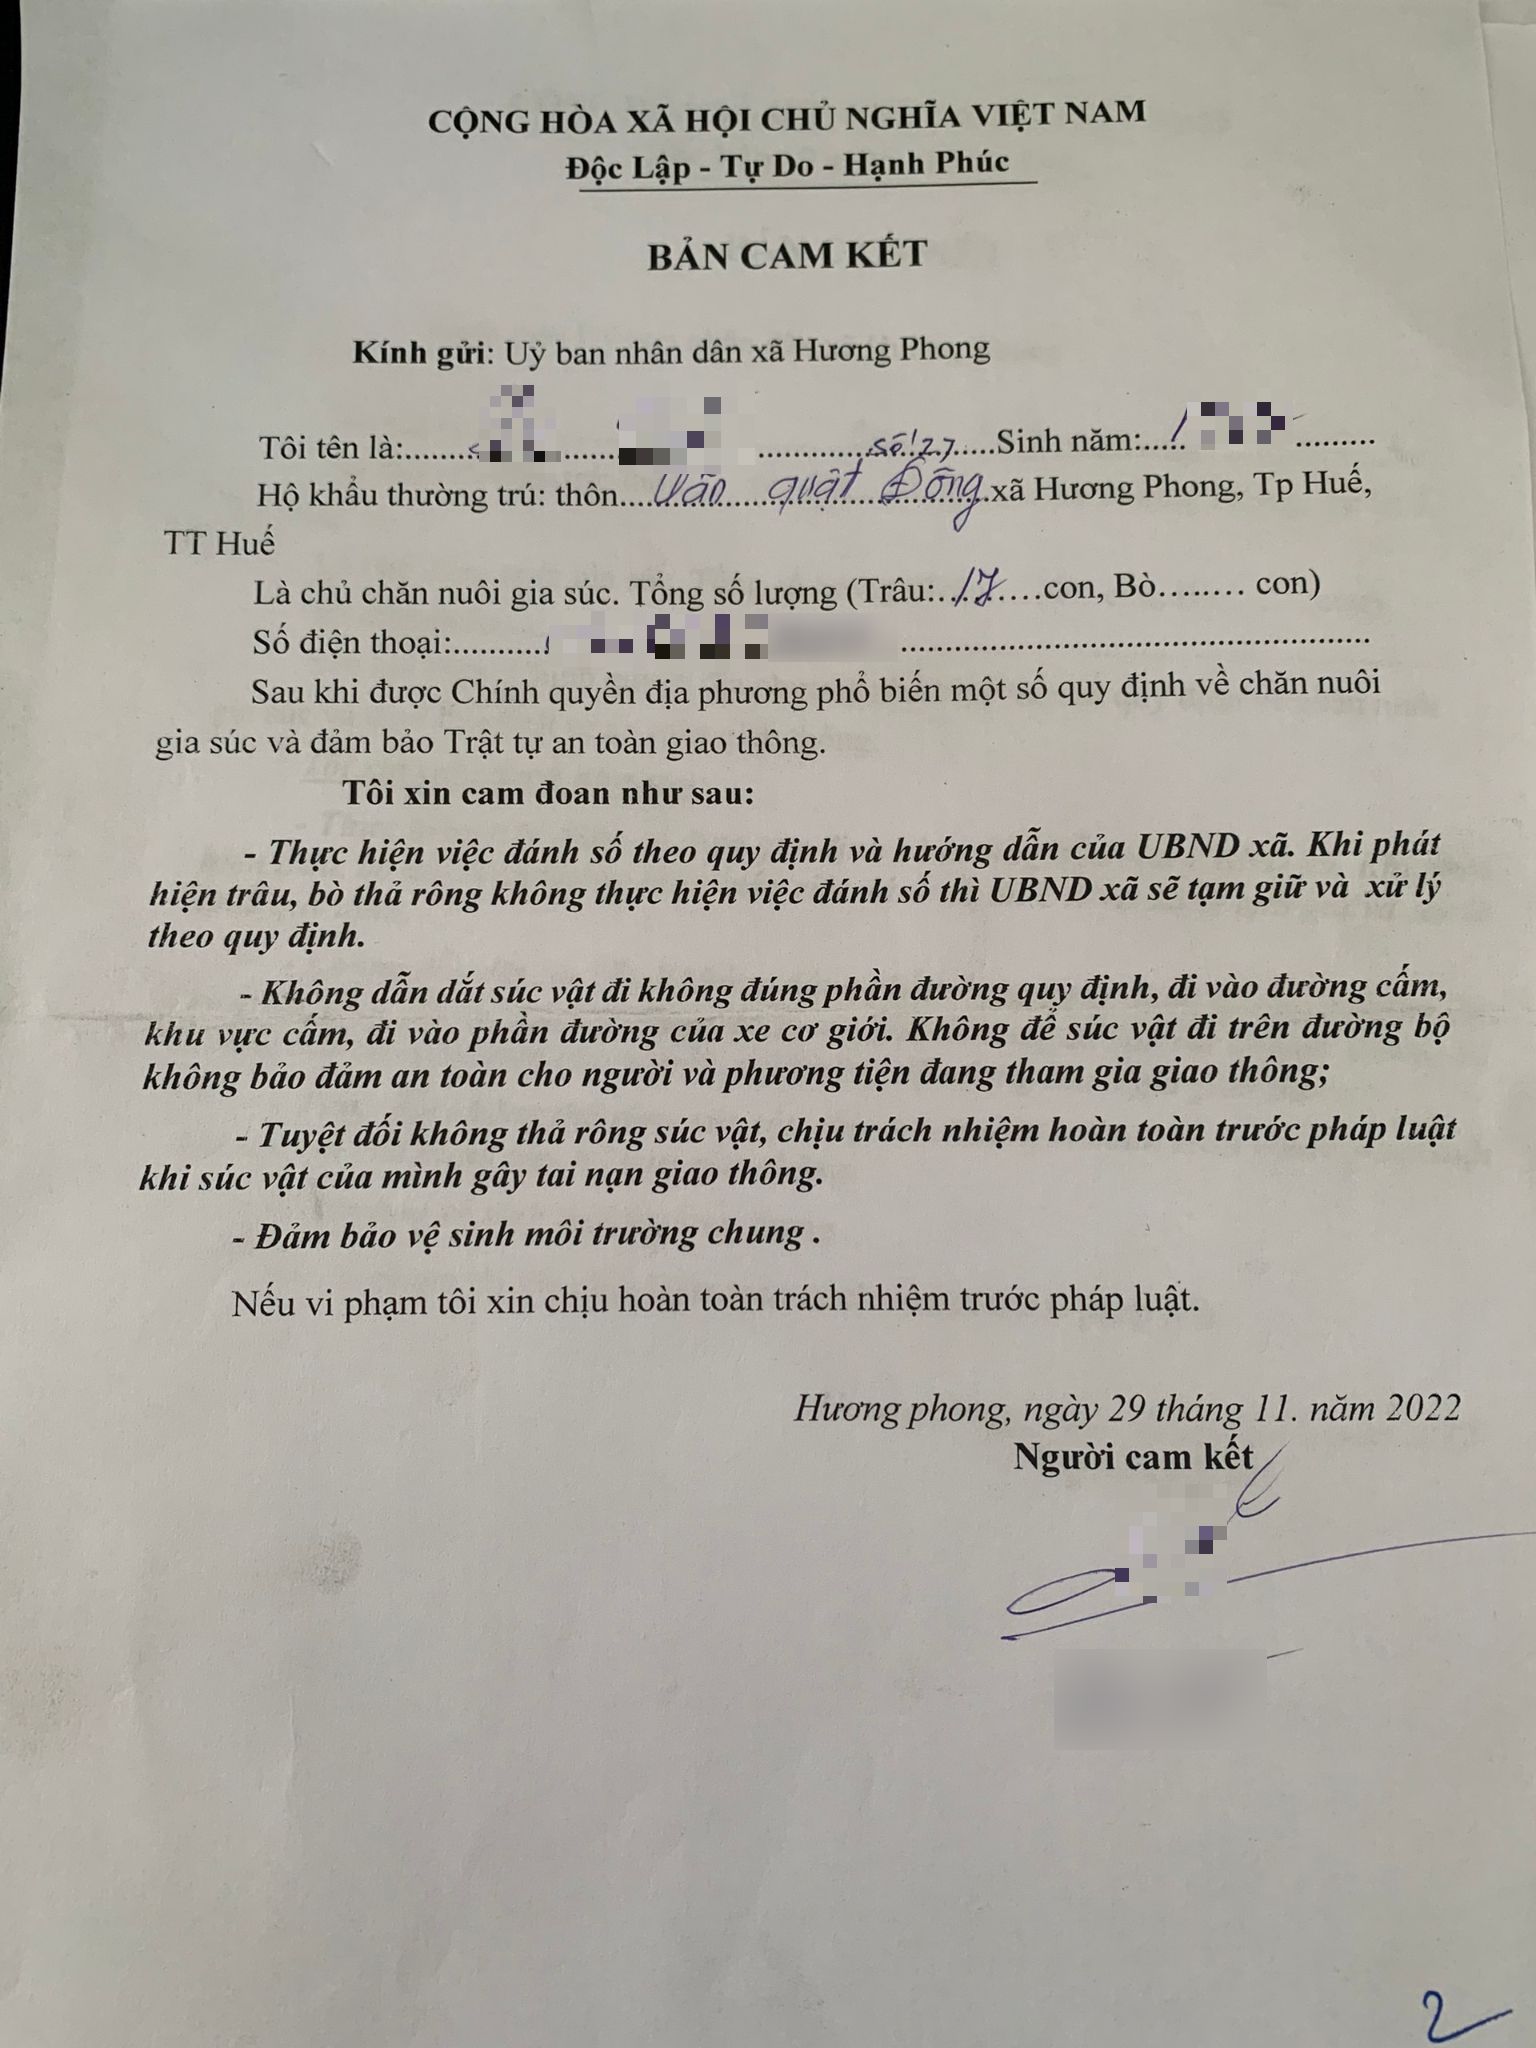 CỘNG HÒA XÃ HỘI CHỦ NGHĨA VIỆT NAM
Độc Lập - Tự Do - Hạnh Phúc
BẢN CAM KẾT
Kính gửi: Uỷ ban nhân dân xã Hương Phong
Tôi tên là:.......... .................số 27.....Sinh năm:..... .........
Hộ khẩu thường trú: thôn...Vân quật Đông.xã Hương Phong, Tp Huế,
TT Huế
Là chủ chăn nuôi gia súc. Tổng số lượng (Trâu:..17....con, Bò........ con)
Số điện thoại:.......... ................................................
Sau khi được Chính quyền địa phương phổ biến một số quy định về chăn nuôi
gia súc và đảm bảo Trật tự an toàn giao thông.
Tôi xin cam đoan như sau:
- Thực hiện việc đánh số theo quy định và hướng dẫn của UBND xã. Khi phát
hiện trâu, bò thả rông không thực hiện việc đánh số thì UBND xã sẽ tạm giữ và xử lý
theo quy định.
- Không dẫn dắt súc vật đi không đúng phần đường quy định, đi vào đường cấm,
khu vực cấm, đi vào phần đường của xe cơ giới. Không để súc vật đi trên đường bộ
không bảo đảm an toàn cho người và phương tiện đang tham gia giao thông;
- Tuyệt đối không thả rông súc vật, chịu trách nhiệm hoàn toàn trước pháp luật
khi súc vật của mình gây tai nạn giao thông.
- Đảm bảo vệ sinh môi trường chung .
Nếu vi phạm tôi xin chịu hoàn toàn trách nhiệm trước pháp luật.
Hương phong, ngày 29 tháng 11. năm 2022
Người cam kết
2